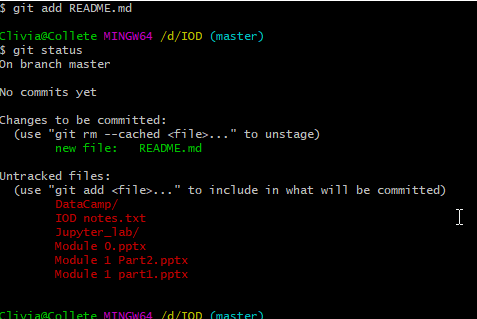 $ git add README.md
Clivia@Collete MINGW64 /d/IOD (master)
$ git status
On branch master
No commits yet
Changes to be committed:
(use "git rm --cached <file>..." to unstage)
new file: README.md
Untracked files:
(use "git add <file>..." to include in what will be committed)
DataCamp/
IOD notes.txt
Jupyter_lab/
Module 0.pptx
Module 1 Part2.pptx
Module 1 part1.pptx
Clivia@Collete MINGW64 /d/IOD (master)